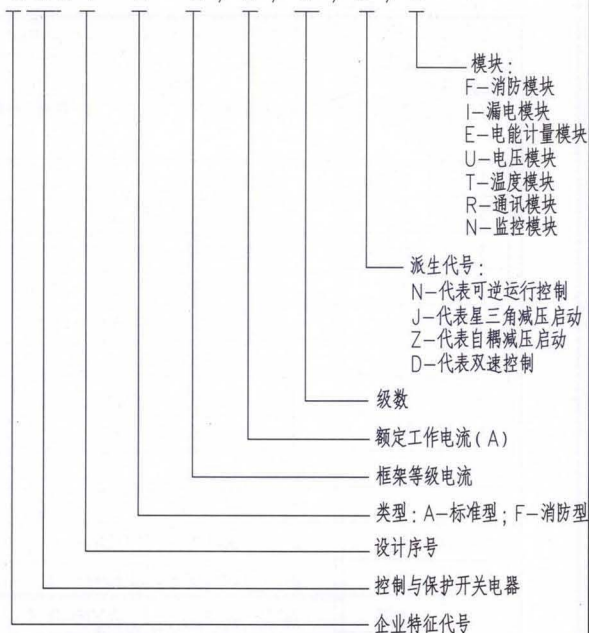 模块:
F—消防模块
I—漏电模块
E—电能计量模块
U—电压模块
T—温度模块
R—通讯模块
N—监控模块
派生代号:
N—代表可逆运行控制
J—代表星三角减压启动
Z—代表自耦减压启动
D—代表双速控制
级数
额定工作电流(A)
框架等级电流
类型: A—标准型; F—消防型
设计序号
控制与保护开关电器
企业特征代号